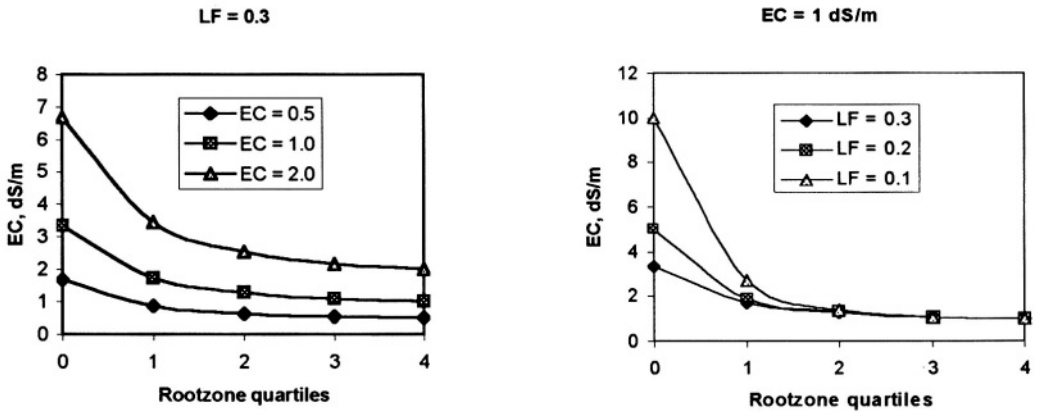 LF = 0.3
8
7
6
5
4
3
2
1
0
EC, dS/m
EC = 0.5
EC = 1.0
EC = 2.0
0 1 2 3 4
Rootzone quartiles
EC = 1 dS/m
12
10
8
6
4
2
0
EC, dS/m
LF = 0.3
LF = 0.2
LF = 0.1
0 1 2 3 4
Rootzone quartiles